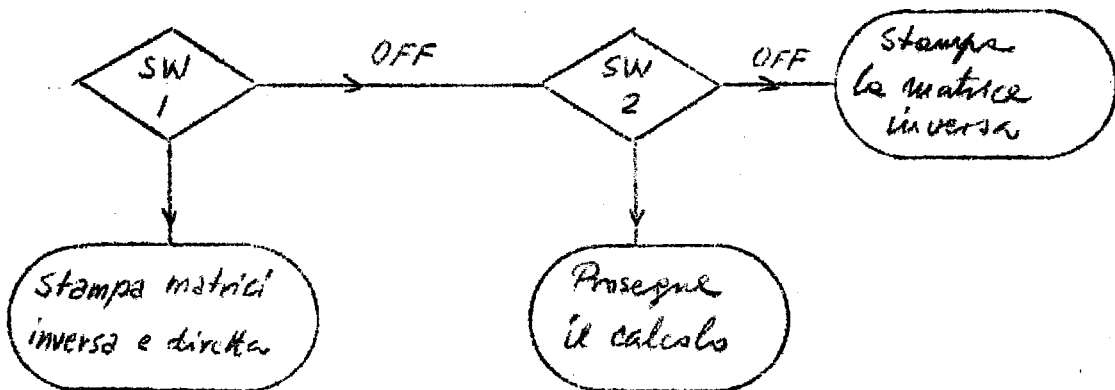 SW
1
OFF
SW
2
OFF
Stampa
la matrice
inversa
Stampa matrici
inversa e diretta
Prosegue
il calcolo